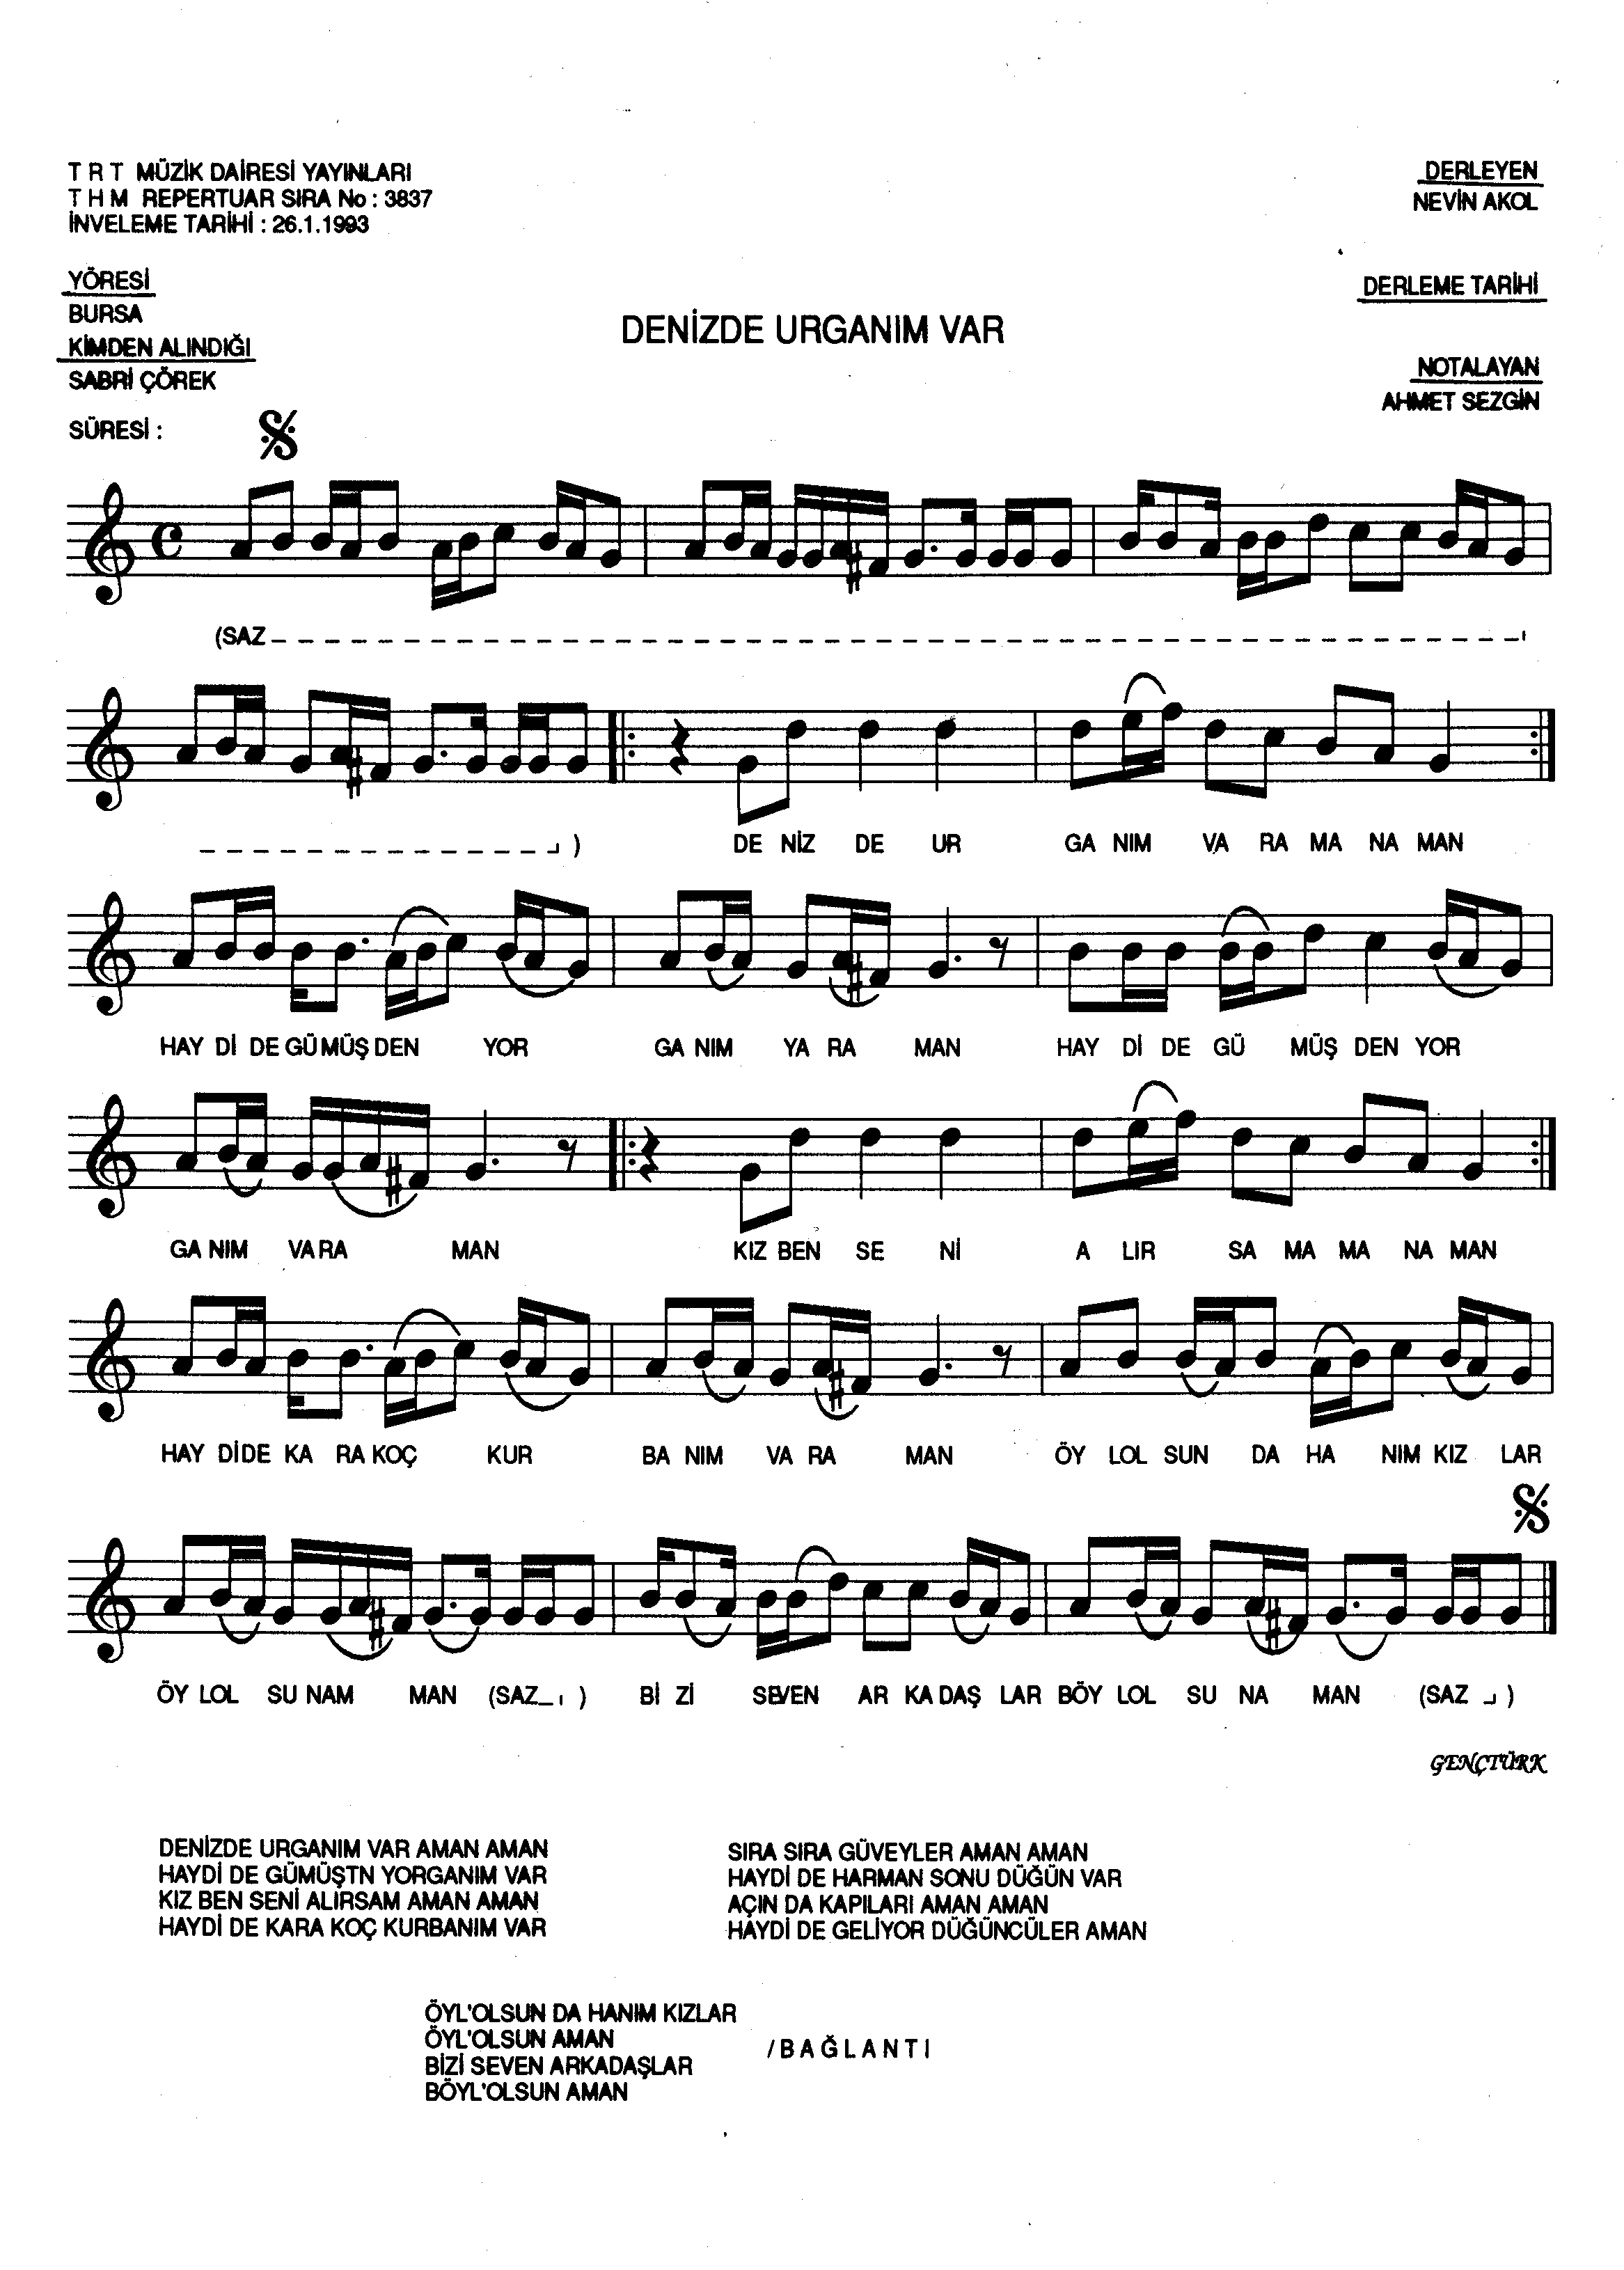 T R T MÜZİK DAİRESİ YAYINLARI
T H M REPERTUAR SIRA No : 3837
İNVELEME TARİHİ : 26.1.1993
DERLEYEN
NEVİN AKOL
YÖRESİ
BURSA
KİMDEN ALINDIĞI
SABRİ ÇÖREK
DERLEME TARİHİ
DENİZDE URGANIM VAR
NOTALAYAN
AHMET SEZGİN
SÜRESİ :
(SAZ
)
DE NİZ DE UR GA NIM VA RA MA NA MAN
HAY Dİ DE GÜ MÜŞ DEN YOR GA NIM YA RA MAN HAY Dİ DE GÜ MÜŞ DEN YOR
GA NIM VA RA MAN KIZ BEN SE Nİ A LIR SA MA MA NA MAN
HAY Dİ DE KA RA KOÇ KUR BA NIM VA RA MAN ÖY LOL SUN DA HA NIM KIZ LAR
ÖY LOL SU NAM MAN (SAZ ) Bİ Zİ SEVEN AR KA DAŞ LAR BÖY LOL SU NA MAN (SAZ )
GENÇTÜRK
DENİZDE URGANIM VAR AMAN AMAN
HAYDİ DE GÜMÜŞTN YORGANIM VAR
KIZ BEN SENİ ALIRSAM AMAN AMAN
HAYDİ DE KARA KOÇ KURBANIM VAR
SIRA SIRA GÜVEYLER AMAN AMAN
HAYDİ DE HARMAN SONU DÜĞÜN VAR
AÇIN DA KAPILARI AMAN AMAN
HAYDİ DE GELİYOR DÜĞÜNCÜLER AMAN
ÖYL'OLSUN DA HANIM KIZLAR
ÖYL'OLSUN AMAN
BİZİ SEVEN ARKADAŞLAR
BÖYL'OLSUN AMAN
/ B A Ğ L A N T I